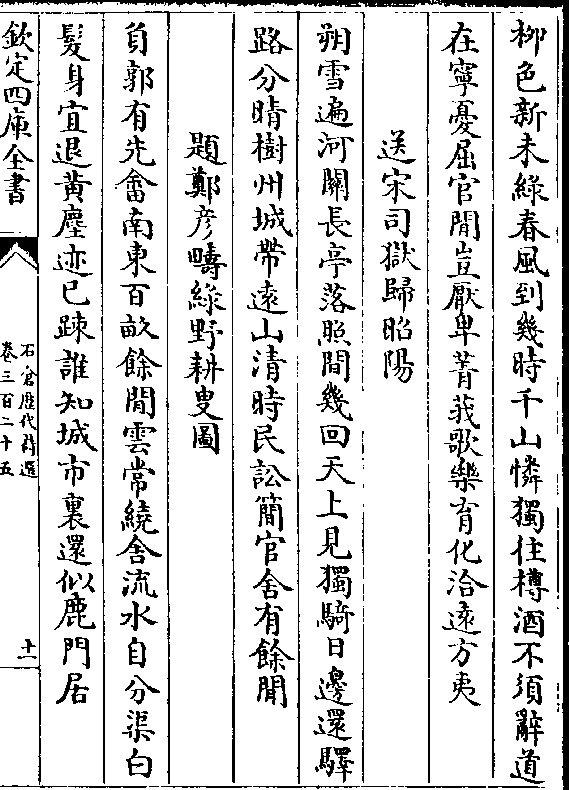 柳色新未綠春風到幾時千山憐獨徃樽酒不須辭道
在寧憂屈官閒豈厭卑菁莪歌樂育化洽遠方夷
送宋司獄歸昭陽
朔雪遍河關長亭落照間幾回天上見獨騎日邊還驛
路分晴樹州城帶遠山清時民訟簡官舍有餘閒
題鄭彦疇綠野耕叟圖
負郭有先畬南東百畝餘閒雲常繞舍流水自分渠白
髮身宜退黃塵迹已踈誰知城市裏還似鹿門居
欽定四庫全書
石倉歴代詩選
卷三百二十五
十一